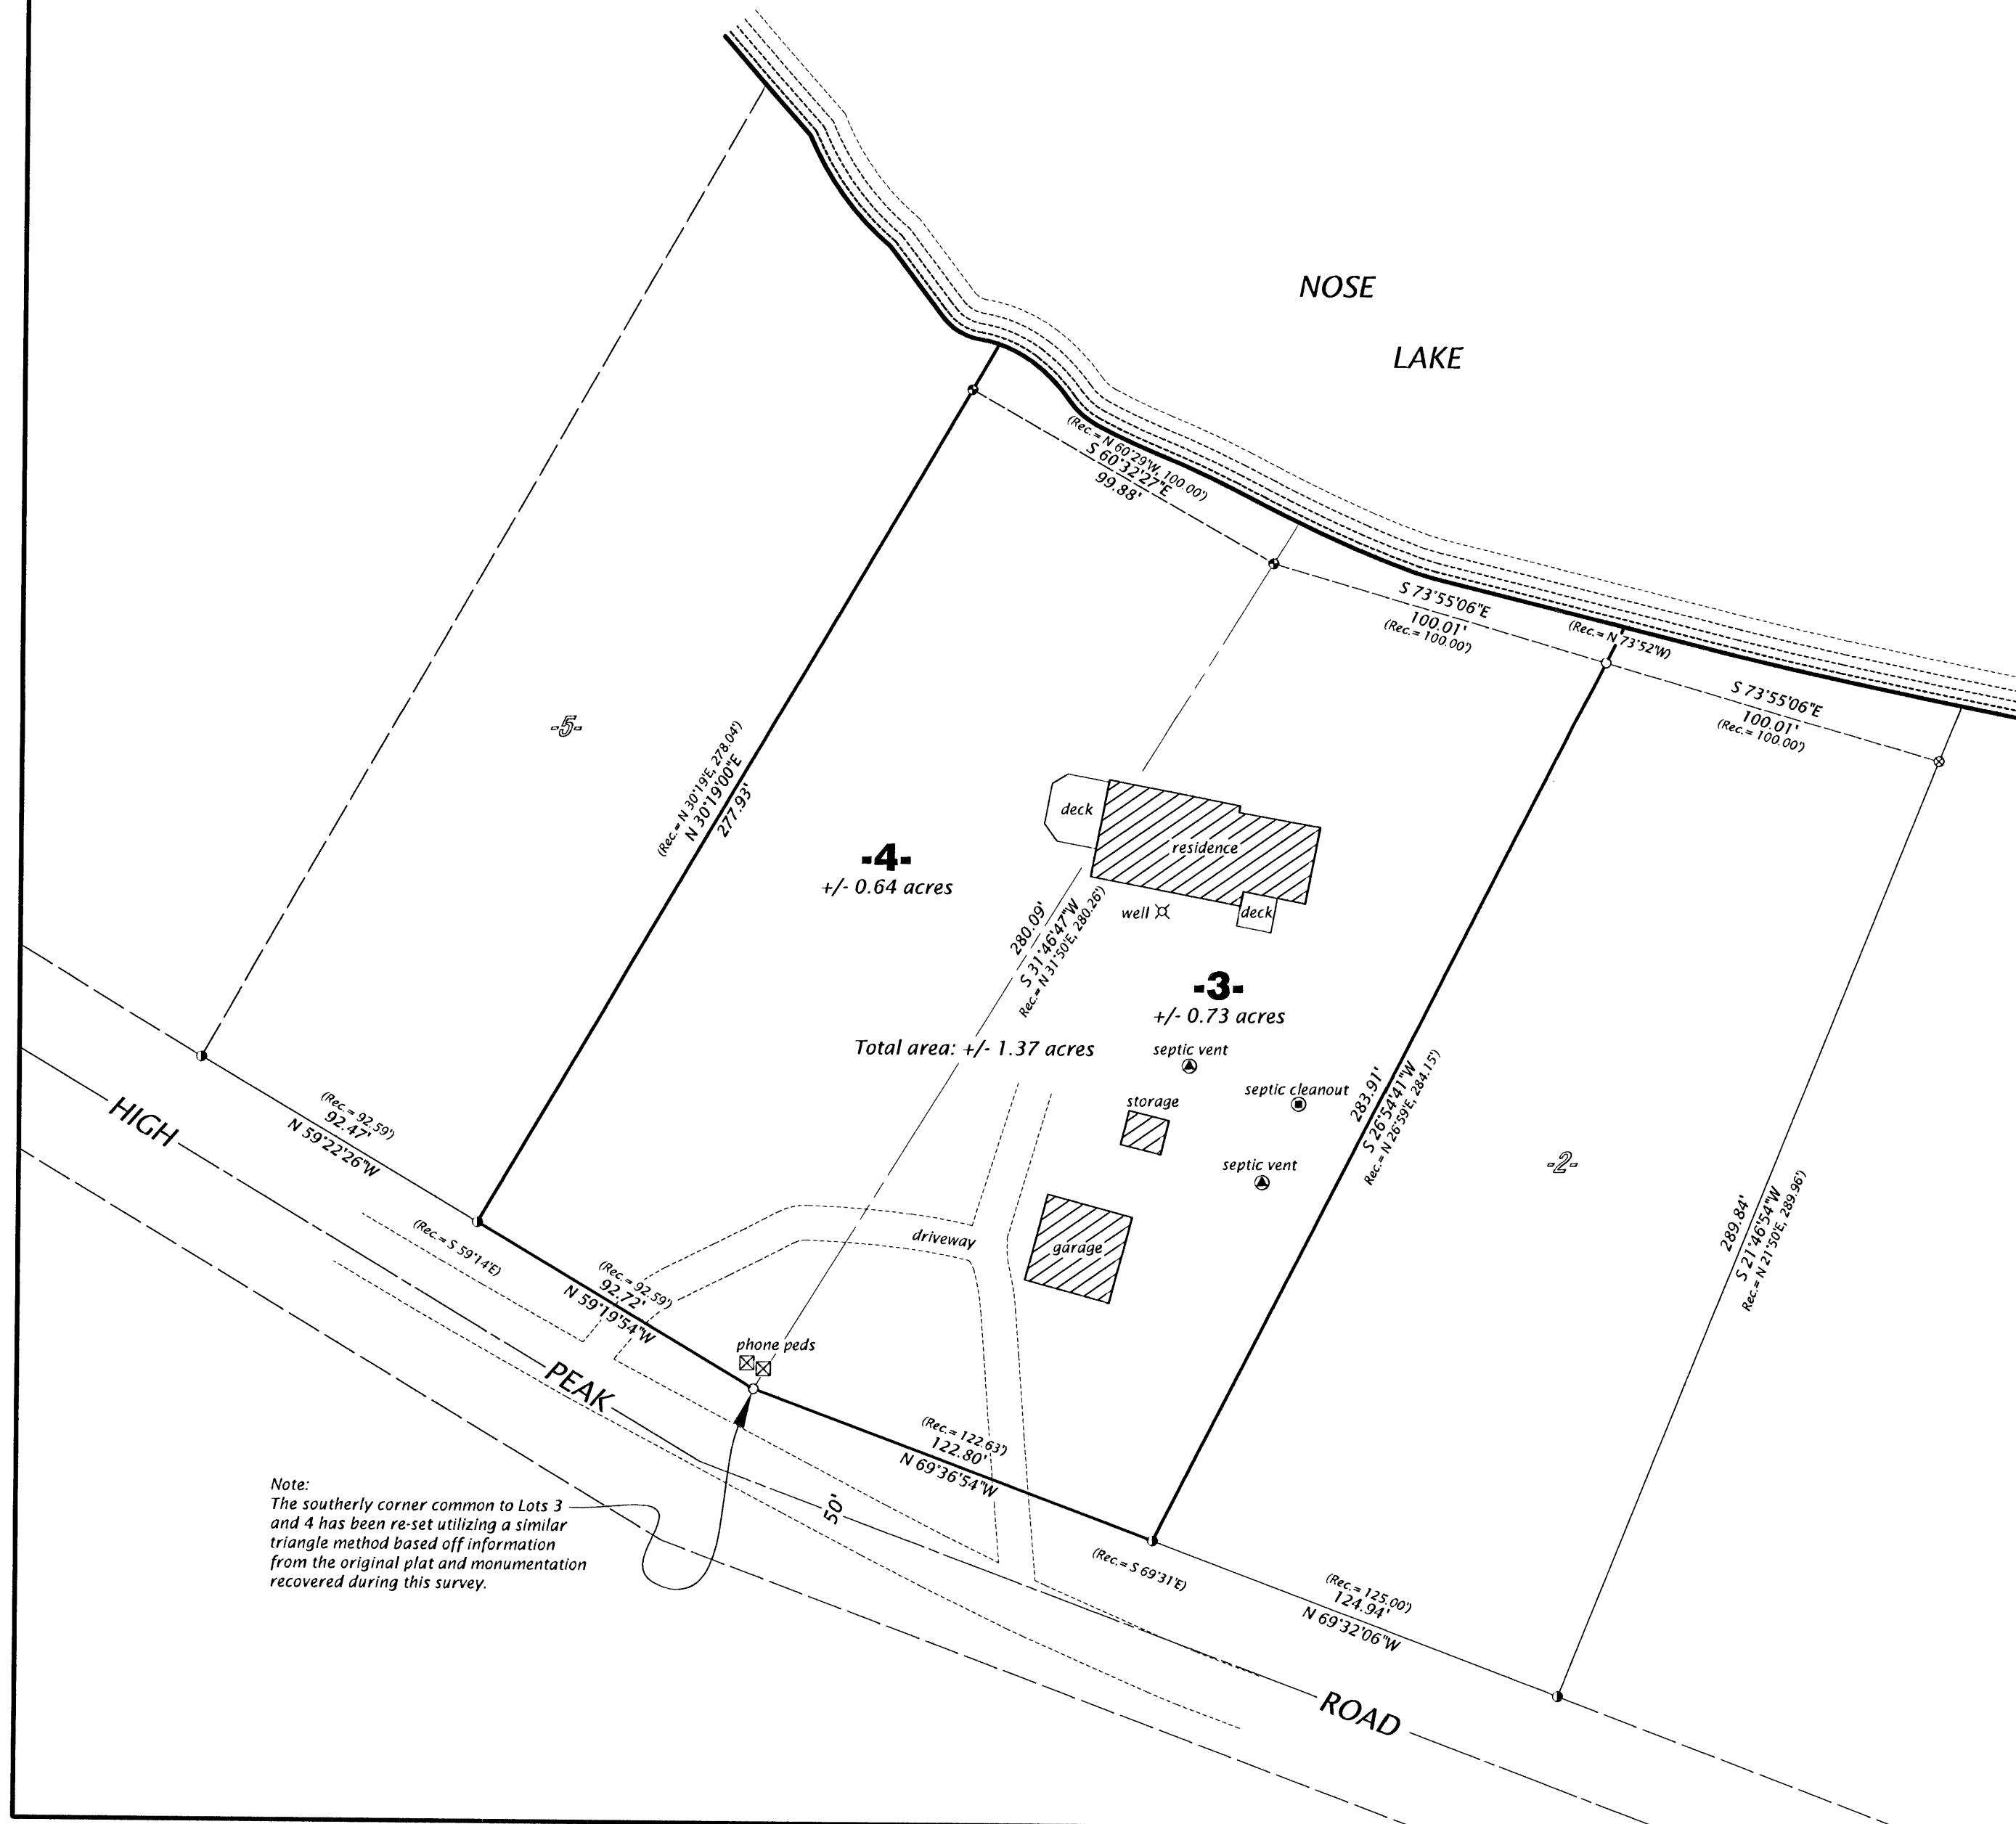 NOSE
LAKE
(Rec.= N 60°29'W, 100.00')
S 60°32'27"E
99.88'
S 73°55'06"E
100.01'
(Rec.= 100.00')
(Rec.= N 73°52'W)
S 73°55'06"E
100.01'
(Rec.= 100.00')
-5-
(Rec.= N 30°19'E, 278.04')
N 30°19'00"E
277.93'
deck
residence
-4-
+/- 0.64 acres
well
deck
280.09'
S 31°46'47"W
Rec.= N 31°50'E, 280.26')
-3-
+/- 0.73 acres
Total area: +/- 1.37 acres
septic vent
septic cleanout
storage
septic vent
283.91'
S 26°54'41"W
Rec.= N 26°59'E, 284.15')
-2-
289.84'
S 21°46'54"W
Rec.= N 21°50'E, 289.96')
HIGH
(Rec.= 92.59')
92.47'
N 59°22'26"W
(Rec.= S 59°14'E)
driveway
garage
(Rec.= 92.59')
92.72'
N 59°19'54"W
phone peds
PEAK
(Rec.= 122.63')
122.80'
N 69°36'54"W
50'
Note:
The southerly corner common to Lots 3
and 4 has been re-set utilizing a similar
triangle method based off information
from the original plat and monumentation
recovered during this survey.
(Rec.= S 69°31'E)
(Rec.= 125.00')
124.94'
N 69°32'06"W
ROAD